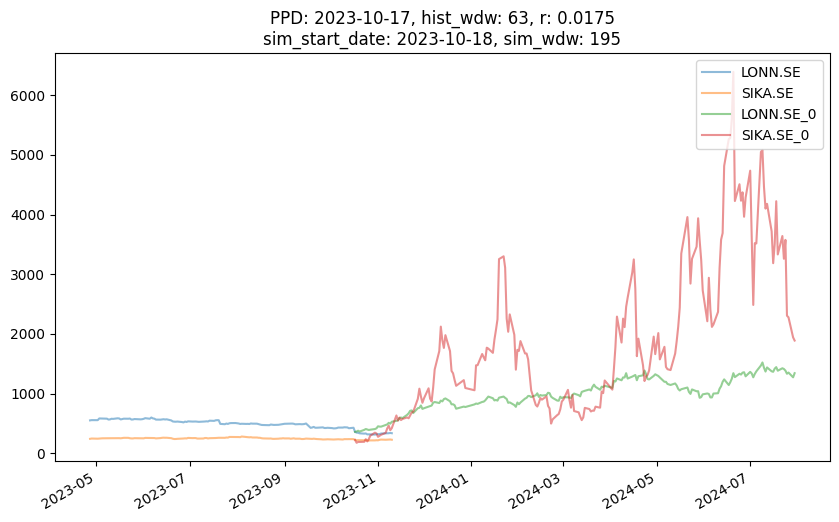 PPD: 2023-10-17, hist_wdw: 63, r: 0.0175
sim_start_date: 2023-10-18, sim_wdw: 195
LONN.SE
SIKA.SE
LONN.SE_0
SIKA.SE_0
6000
5000
4000
3000
2000
1000
0
2023-05
2023-07
2023-09
2023-11
2024-01
2024-03
2024-05
2024-07